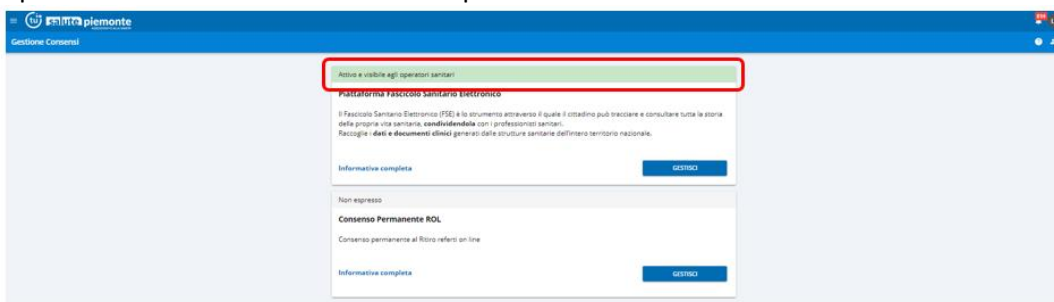 tu salute piemonte
Gestione Consensi
Attivo e visibile agli operatori sanitari
Piattaforma Fascicolo Sanitario Elettronico
Il Fascicolo Sanitario Elettronico (FSE) è lo strumento attraverso il quale il cittadino può tracciare e consultare tutta la storia
della propria vita sanitaria, condividendola con i professionisti sanitari.
Raccoglie i dati e documenti clinici generati dalle strutture sanitarie dell'intero territorio nazionale.
Informativa completa
GESTISCI
Non espresso
Consenso Permanente ROL
Consenso permanente al Ritiro referti on line
Informativa completa
GESTISCI